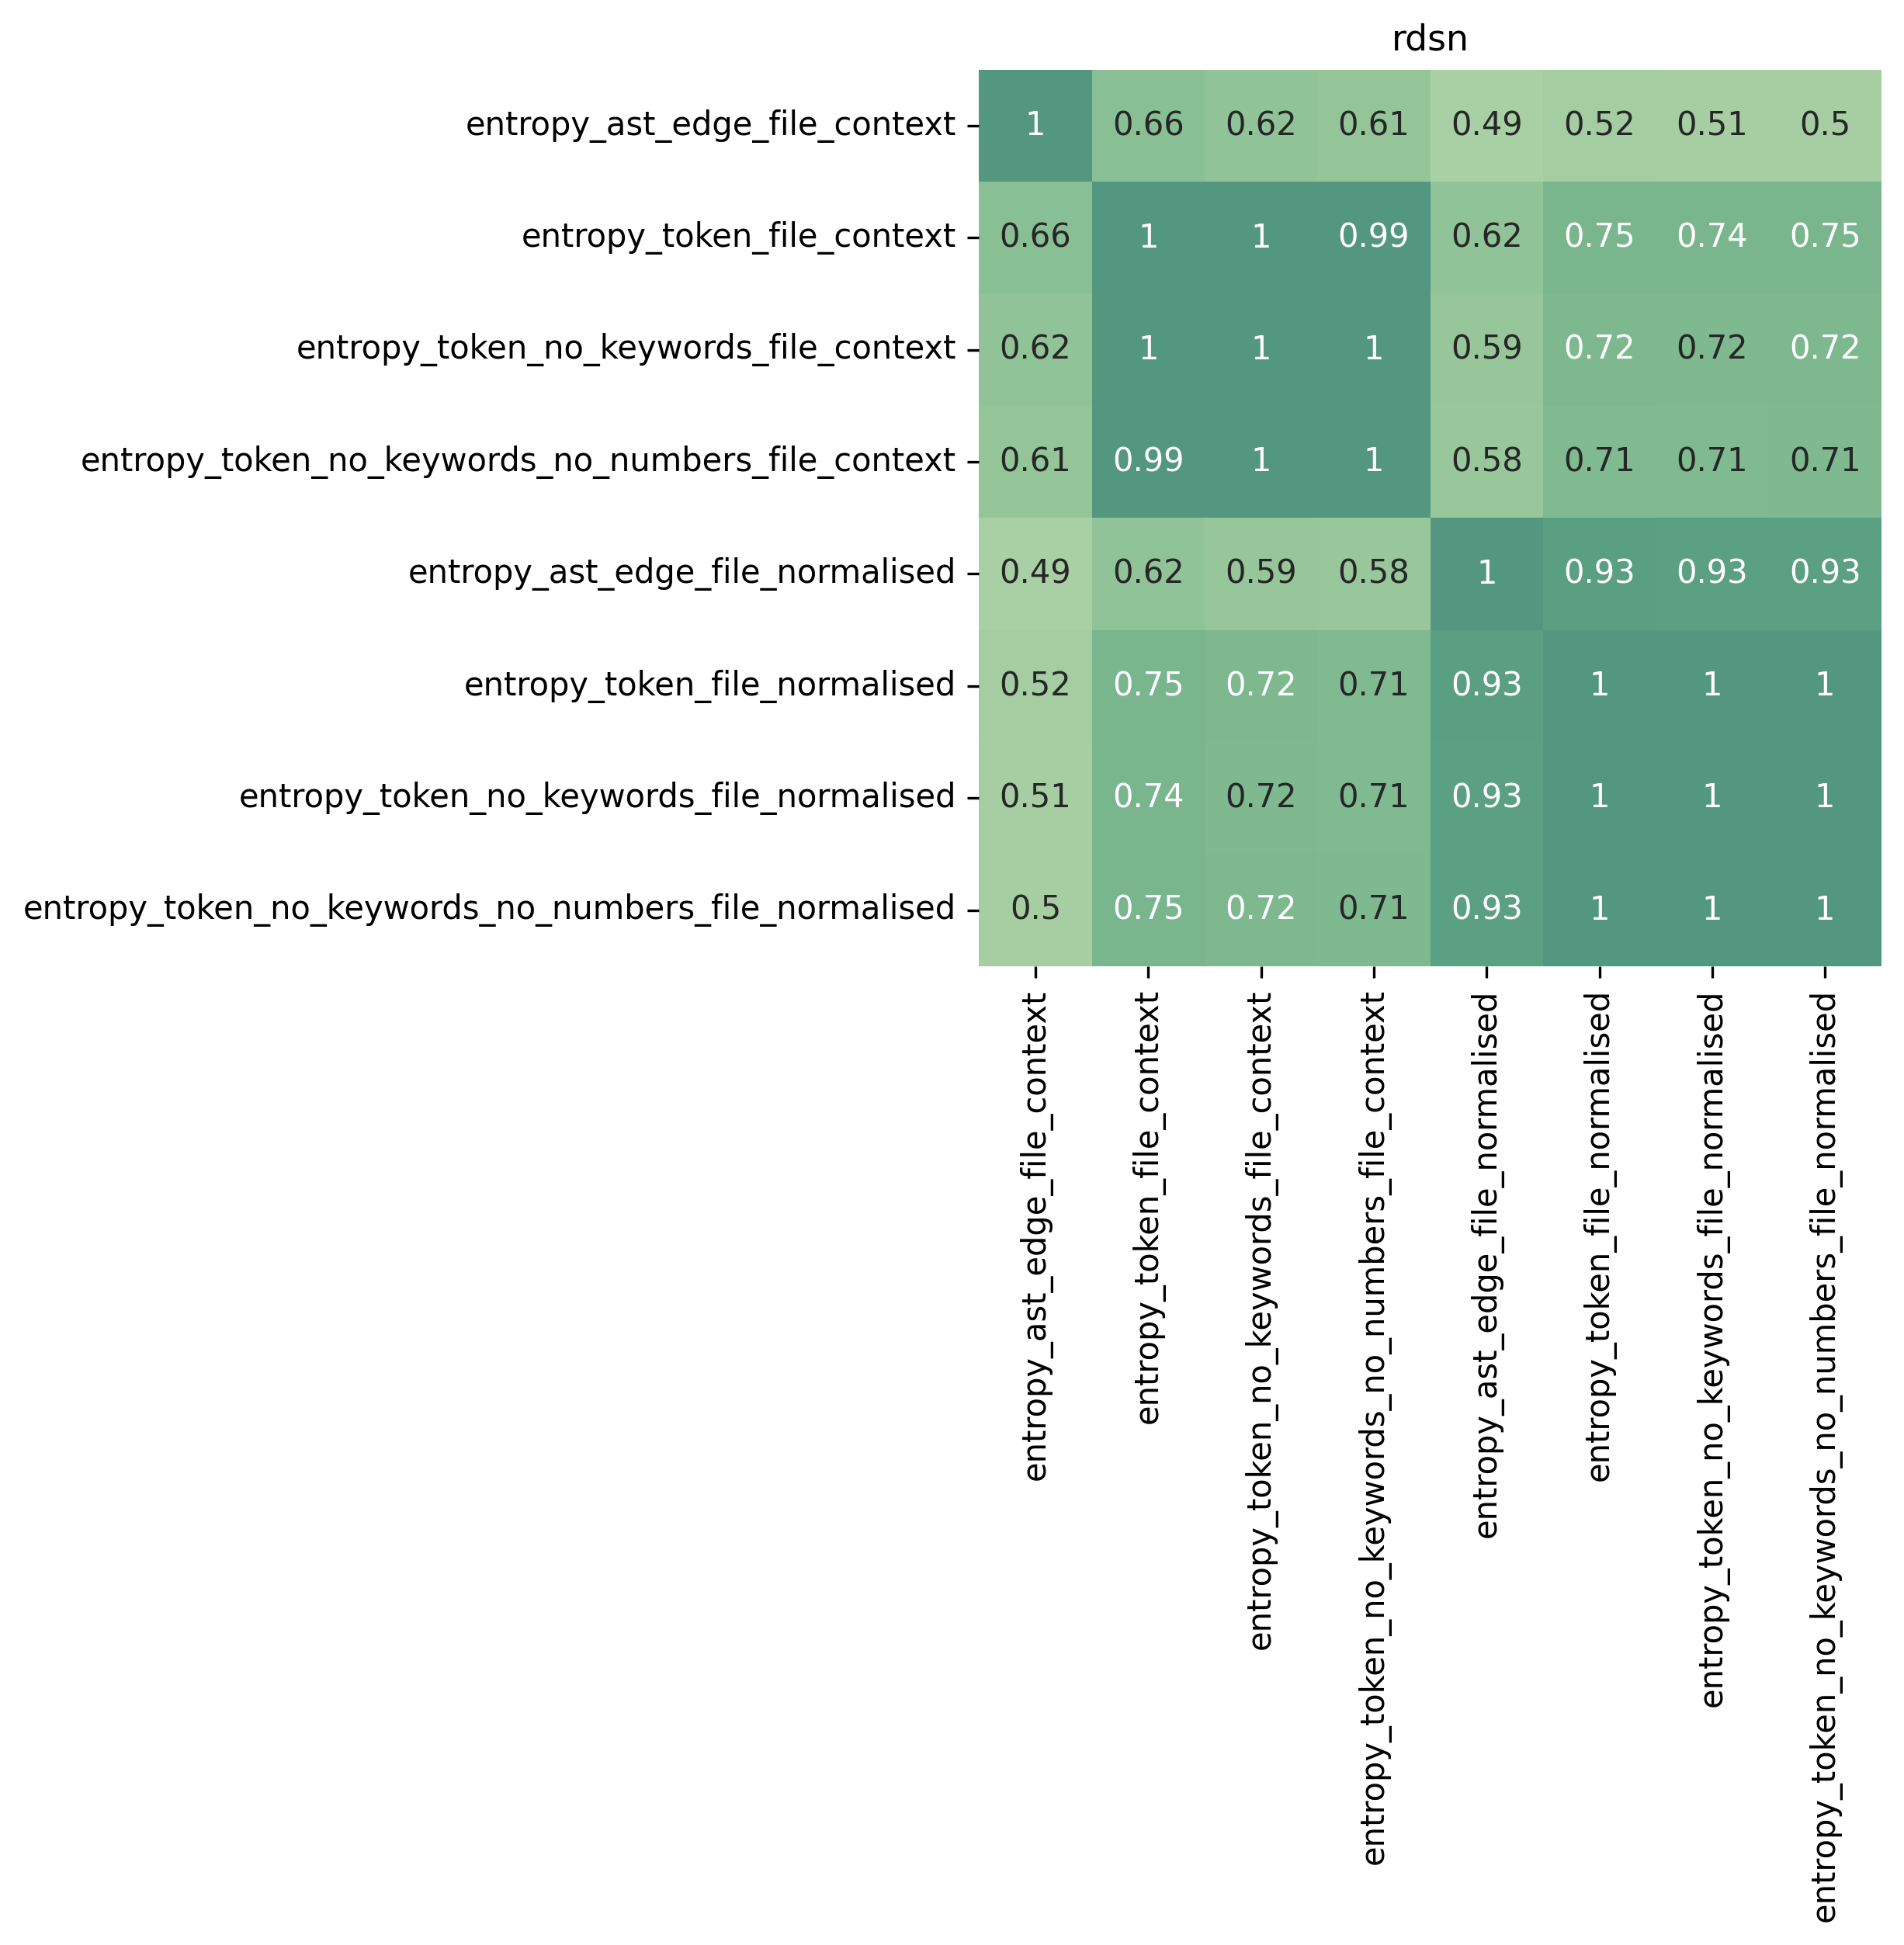 rdsn
entropy_ast_edge_file_context 1 0.66 0.62 0.61 0.49 0.52 0.51 0.5
entropy_token_file_context 0.66 1 1 0.99 0.62 0.75 0.74 0.75
entropy_token_no_keywords_file_context 0.62 1 1 1 0.59 0.72 0.72 0.72
entropy_token_no_keywords_no_numbers_file_context 0.61 0.99 1 1 0.58 0.71 0.71 0.71
entropy_ast_edge_file_normalised 0.49 0.62 0.59 0.58 1 0.93 0.93 0.93
entropy_token_file_normalised 0.52 0.75 0.72 0.71 0.93 1 1 1
entropy_token_no_keywords_file_normalised 0.51 0.74 0.72 0.71 0.93 1 1 1
entropy_token_no_keywords_no_numbers_file_normalised 0.5 0.75 0.72 0.71 0.93 1 1 1
entropy_ast_edge_file_context
entropy_token_file_context
entropy_token_no_keywords_file_context
entropy_token_no_keywords_no_numbers_file_context
entropy_ast_edge_file_normalised
entropy_token_file_normalised
entropy_token_no_keywords_file_normalised
entropy_token_no_keywords_no_numbers_file_normalised